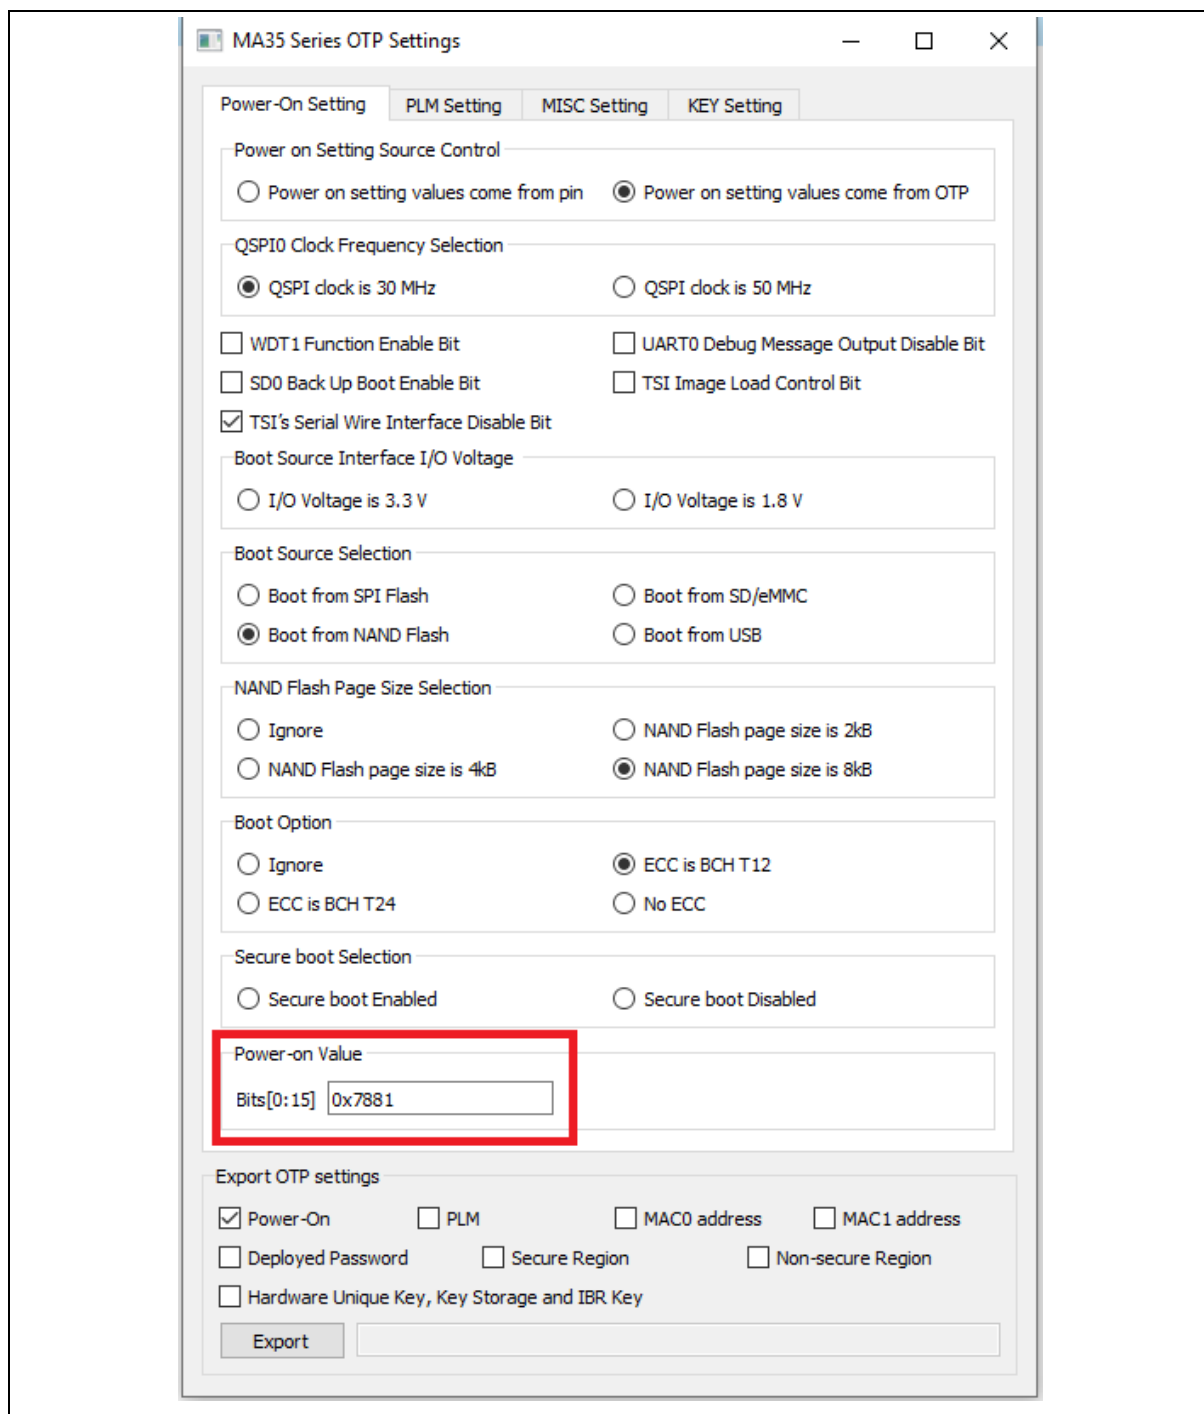 MA35 Series OTP Settings
Power-On Setting PLM Setting MISC Setting KEY Setting
Power on Setting Source Control
Power on setting values come from pin Power on setting values come from OTP
QSPI0 Clock Frequency Selection
QSPI clock is 30 MHz QSPI clock is 50 MHz
WDT1 Function Enable Bit UART0 Debug Message Output Disable Bit
SD0 Back Up Boot Enable Bit TSI Image Load Control Bit
TSI's Serial Wire Interface Disable Bit
Boot Source Interface I/O Voltage
I/O Voltage is 3.3 V I/O Voltage is 1.8 V
Boot Source Selection
Boot from SPI Flash Boot from SD/eMMC
Boot from NAND Flash Boot from USB
NAND Flash Page Size Selection
Ignore NAND Flash page size is 2kB
NAND Flash page size is 4kB NAND Flash page size is 8kB
Boot Option
Ignore ECC is BCH T12
ECC is BCH T24 No ECC
Secure boot Selection
Secure boot Enabled Secure boot Disabled
Power-on Value
Bits[0:15] 0x7881
Export OTP settings
Power-On PLM MAC0 address MAC1 address
Deployed Password Secure Region Non-secure Region
Hardware Unique Key, Key Storage and IBR Key
Export